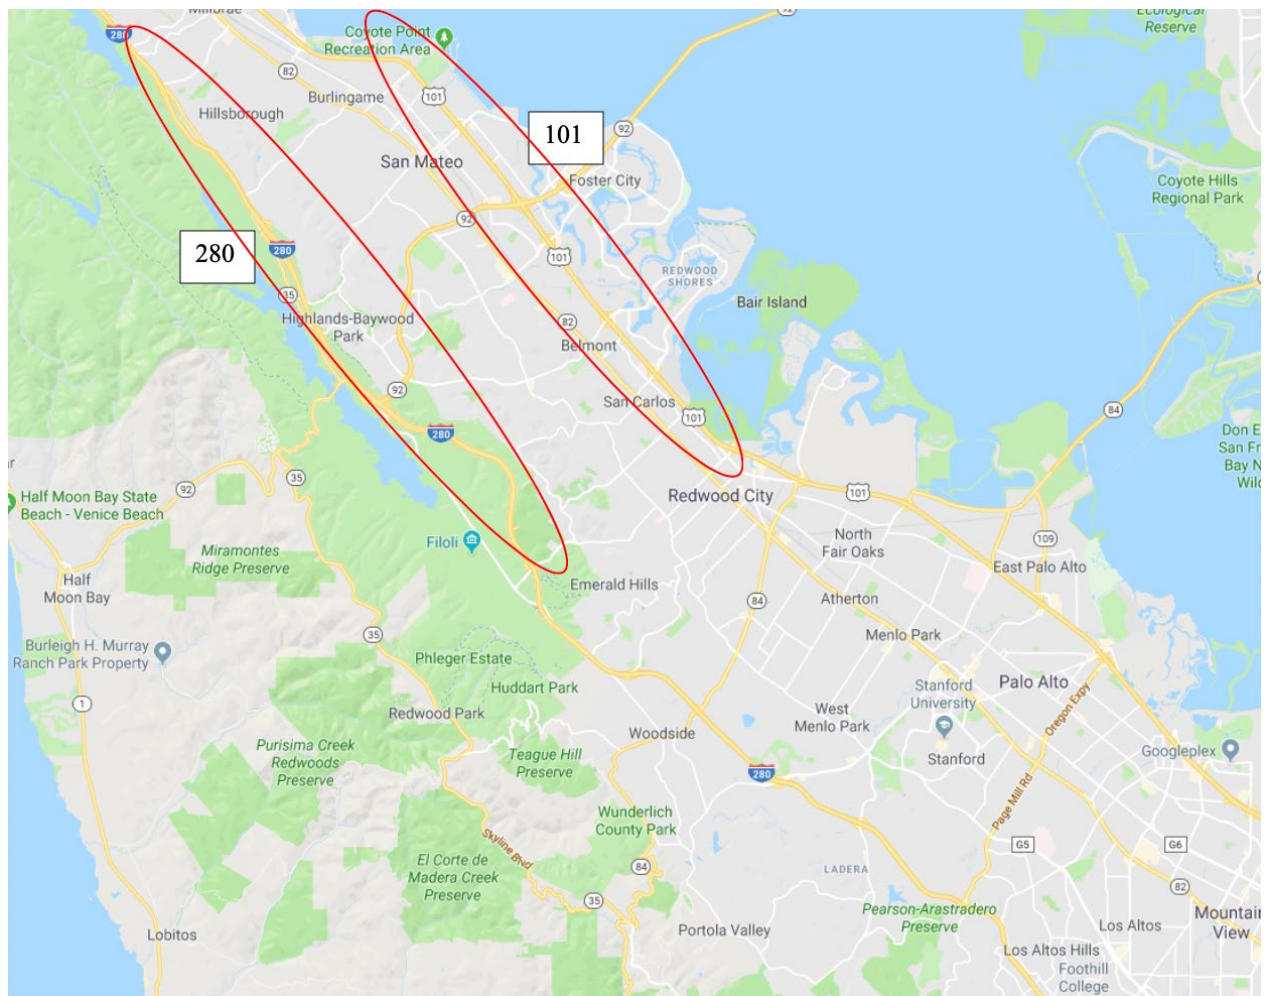 280
Coyote Point
Recreation Area
82
101
Hillsborough
Burlingame
101
92
San Mateo
Foster City
92
280
280
101
35
REDWOOD
SHORES
Bair Island
Highlands-Baywood
Park
82
Belmont
92
San Carlos
101
280
Ecological
Reserve
Coyote Hills
Regional Park
84
Redwood City
101
35
92
Half Moon Bay State
Beach - Venice Beach
Miramontes
Ridge Preserve
Filoli
Half
Moon Bay
Emerald Hills
North
Fair Oaks
109
East Palo Alto
84
Atherton
Menlo Park
35
Burleigh H. Murray
Ranch Park Property
Phleger Estate
Huddart Park
1
Redwood Park
Stanford
University
Palo Alto
Oregon Expy
West
Menlo Park
Woodside
Purisima Creek
Redwoods
Preserve
Teague Hill
Preserve
280
Stanford
Googleplex
Page Mill Rd
Wunderlich
County Park
Skyline Blvd
G5
G6
El Corte de
Madera Creek
Preserve
84
LADERA
82
35
Pearson-Arastradero
Preserve
Lobitos
Portola Valley
Los Altos
Mountain
View
Los Altos Hills
Foothill
College